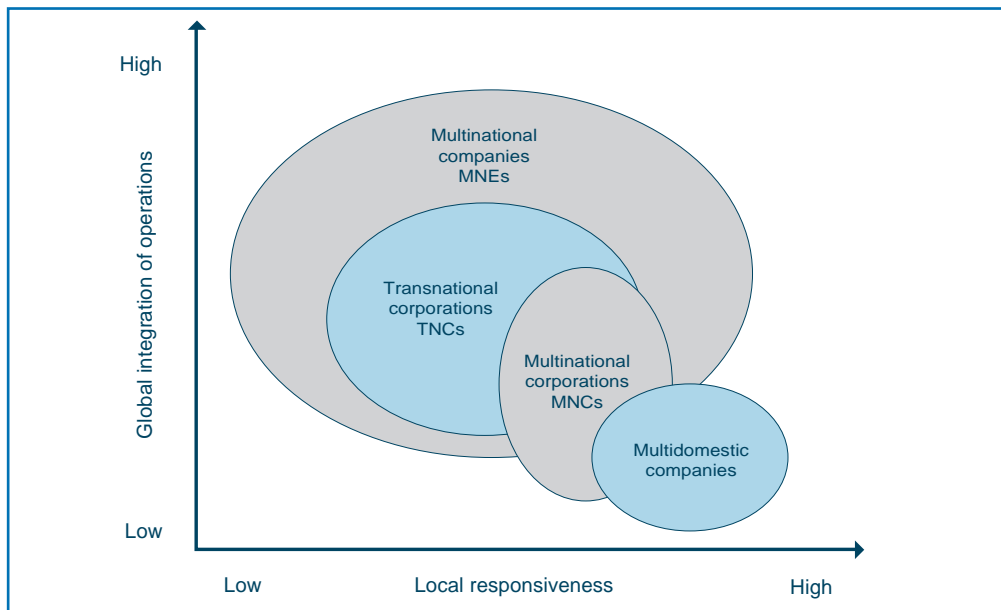 High
Multinational
companies
MNEs
Global integration of operations
Transnational
corporations
TNCs
Multinational
corporations
MNCs
Multidomestic
companies
Low
Low
Local responsiveness
High